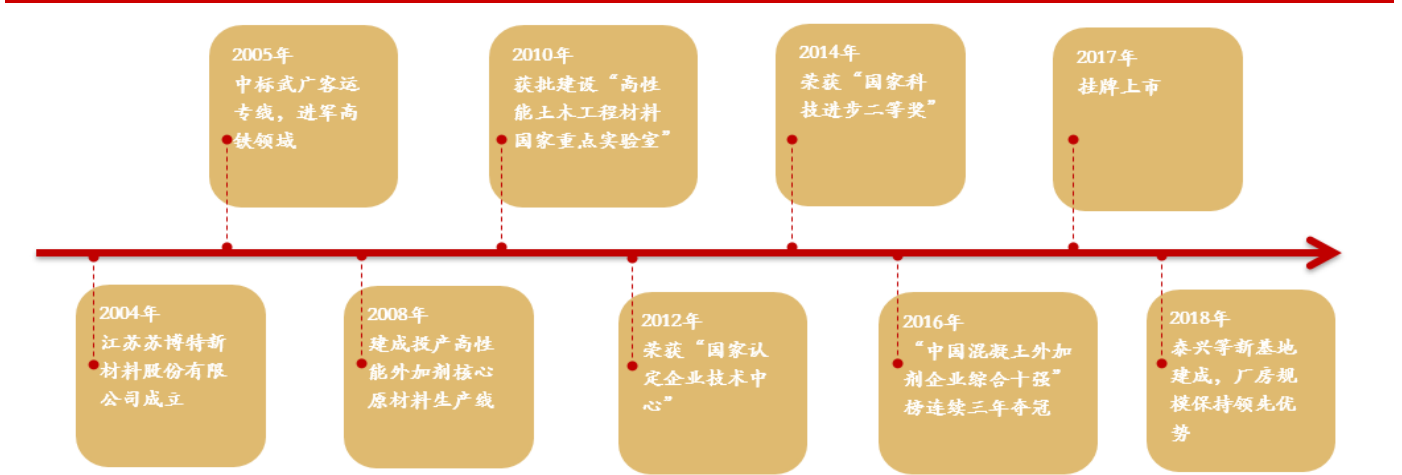 2005年
中标武广客运
专线，进军高
铁领域
2010年
获批建设“高性
能土木工程材料
国家重点实验室”
2014年
荣获“国家科
技进步二等奖”
2017年
挂牌上市
2004年
江苏苏博特新
材料股份有限
公司成立
2008年
建成投产高性
能外加剂核心
原材料生产线
2012年
荣获“国家认
定企业技术中
心”
2016年
“中国混凝土外加
剂企业综合十强”
榜连续三年夺冠
2018年
泰兴等新基地
建成，厂房规
模保持领先优
势